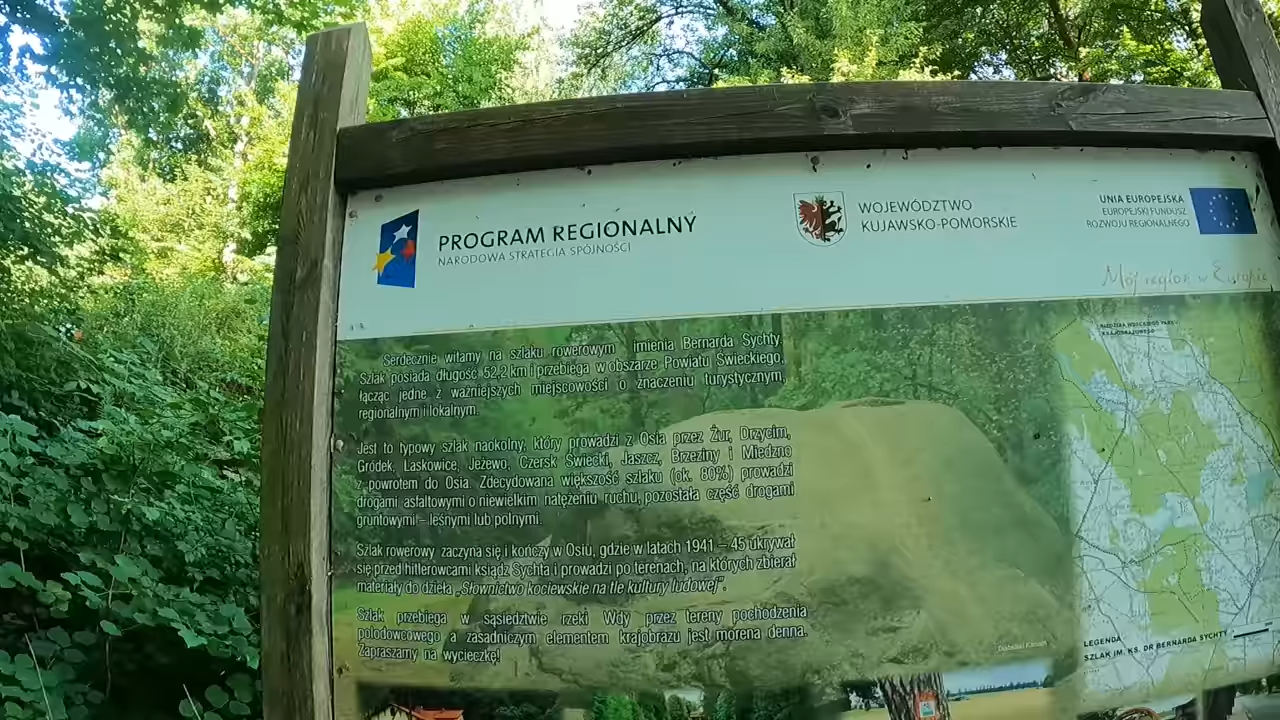 PROGRAM REGIONALNY
NARODOWA STRATEGIA SPÓJNOŚCI
WOJEWÓDZTWO
KUJAWSKO-POMORSKIE
UNIA EUROPEJSKA
EUROPEJSKI FUNDUSZ
ROZWOJU REGIONALNEGO
Mój region w Europie
Serdecznie witamy na szlaku rowerowym imienia Bernarda Sychty.
Szlak posiada długość 52,2 km i przebiega w obszarze Powiatu Świeckiego,
łącząc jedne z ważniejszych miejscowości o znaczeniu turystycznym,
regionalnym i lokalnym.
Jest to typowy szlak naokolny, który prowadzi z Osia przez Żur, Drzycim,
Gródek, Laskowice, Jeżewo, Czersk Świecki, Jaszcz, Brzeziny i Miedzno
z powrotem do Osia. Zdecydowana większość szlaku (ok. 80%) prowadzi
drogami asfaltowymi o niewielkim natężeniu ruchu, pozostała część drogami
gruntowymi – leśnymi lub polnymi.
Szlak rowerowy zaczyna się i kończy w Osiu, gdzie w latach 1941 – 45 ukrywał
się przed hitlerowcami ksiądz Sychta i prowadzi po terenach, na których zbierał
materiały do dzieła „Słownictwo kociewskie na tle kultury ludowej”.
Szlak przebiega w sąsiedztwie rzeki Wdy przez tereny pochodzenia
polodowcowego a zasadniczym elementem krajobrazu jest morena denna.
Zapraszamy na wycieczkę!
LEGENDA
SZLAK IM. KS. DR BERNARDA SYCHTY